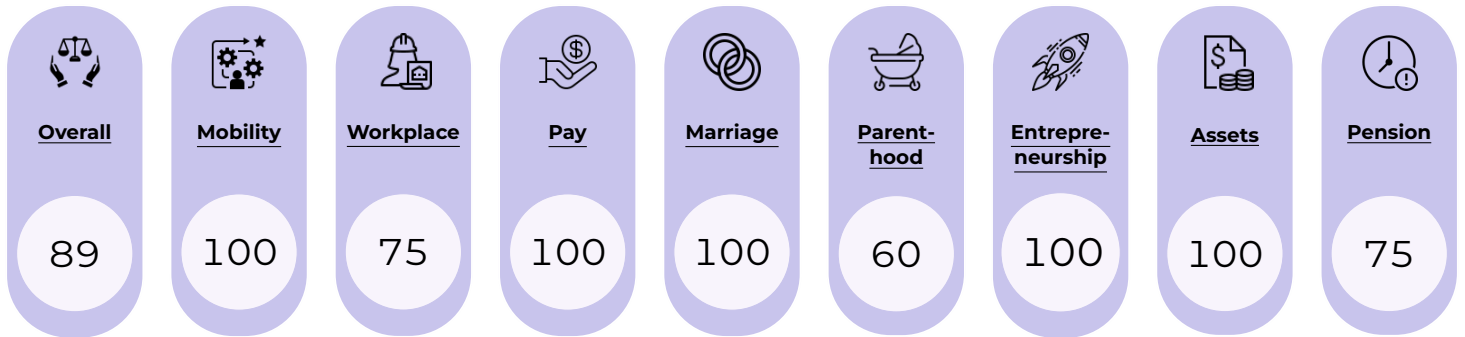 Overall
89
Mobility
100
Workplace
75
$
Pay
100
Marriage
100
Parent-
hood
60
Entrepre-
neurship
100
$
Assets
100
!
Pension
75